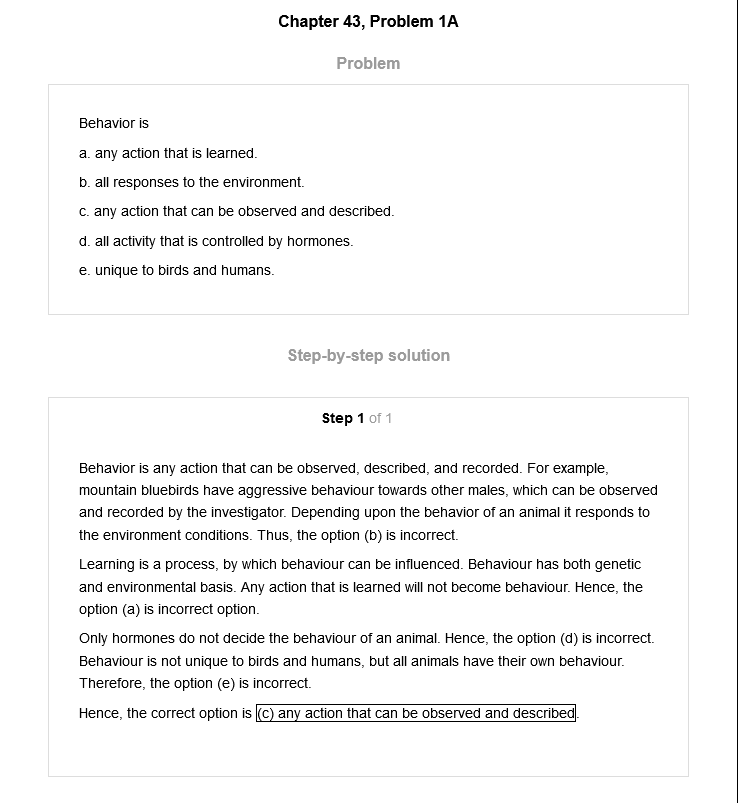 Chapter 43, Problem 1A
Problem
Behavior is
a. any action that is learned.
b. all responses to the environment.
c. any action that can be observed and described.
d. all activity that is controlled by hormones.
e. unique to birds and humans.
Step-by-step solution
Step 1 of 1
Behavior is any action that can be observed, described, and recorded. For example,
mountain bluebirds have aggressive behaviour towards other males, which can be observed
and recorded by the investigator. Depending upon the behavior of an animal it responds to
the environment conditions. Thus, the option (b) is incorrect.
Learning is a process, by which behaviour can be influenced. Behaviour has both genetic
and environmental basis. Any action that is learned will not become behaviour. Hence, the
option (a) is incorrect option.
Only hormones do not decide the behaviour of an animal. Hence, the option (d) is incorrect.
Behaviour is not unique to birds and humans, but all animals have their own behaviour.
Therefore, the option (e) is incorrect.
Hence, the correct option is (c) any action that can be observed and described.